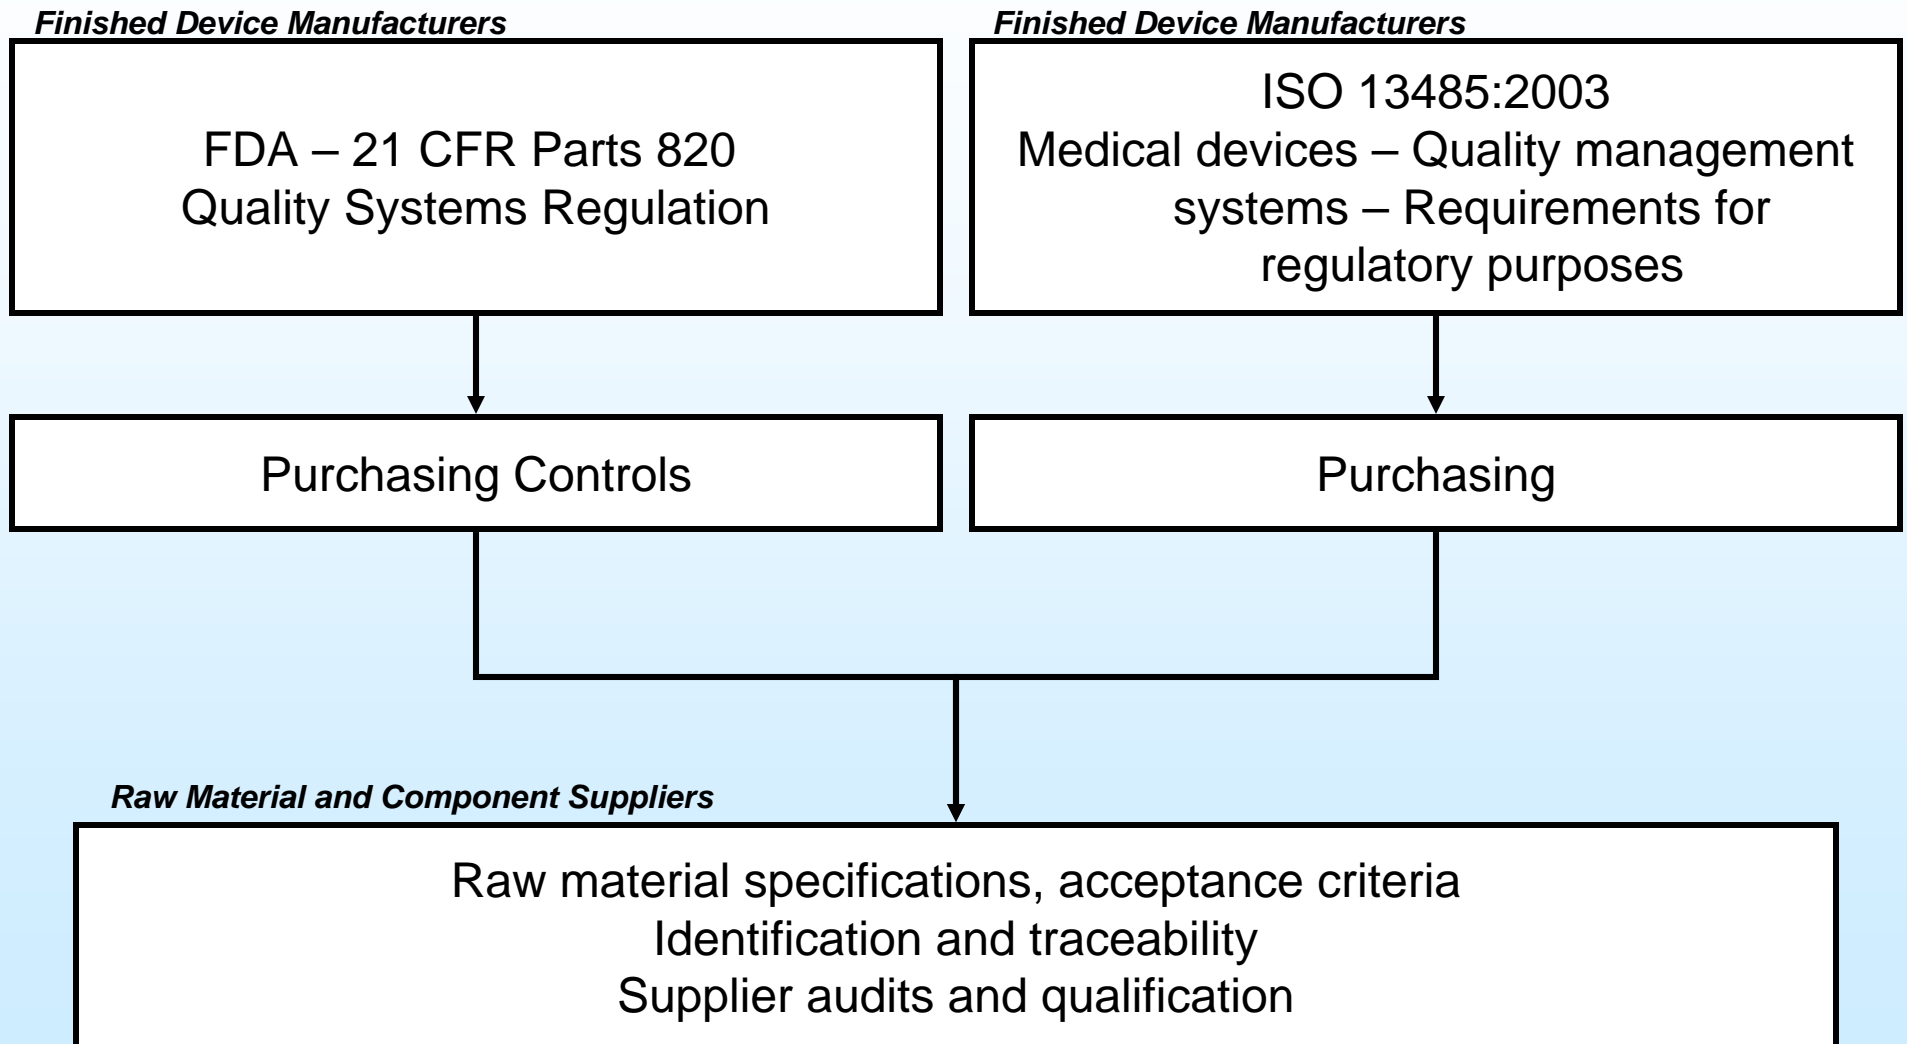 Finished Device Manufacturers
FDA – 21 CFR Parts 820
Quality Systems Regulation
Finished Device Manufacturers
ISO 13485:2003
Medical devices – Quality management
systems – Requirements for
regulatory purposes
Purchasing Controls
Purchasing
Raw Material and Component Suppliers
Raw material specifications, acceptance criteria
Identification and traceability
Supplier audits and qualification